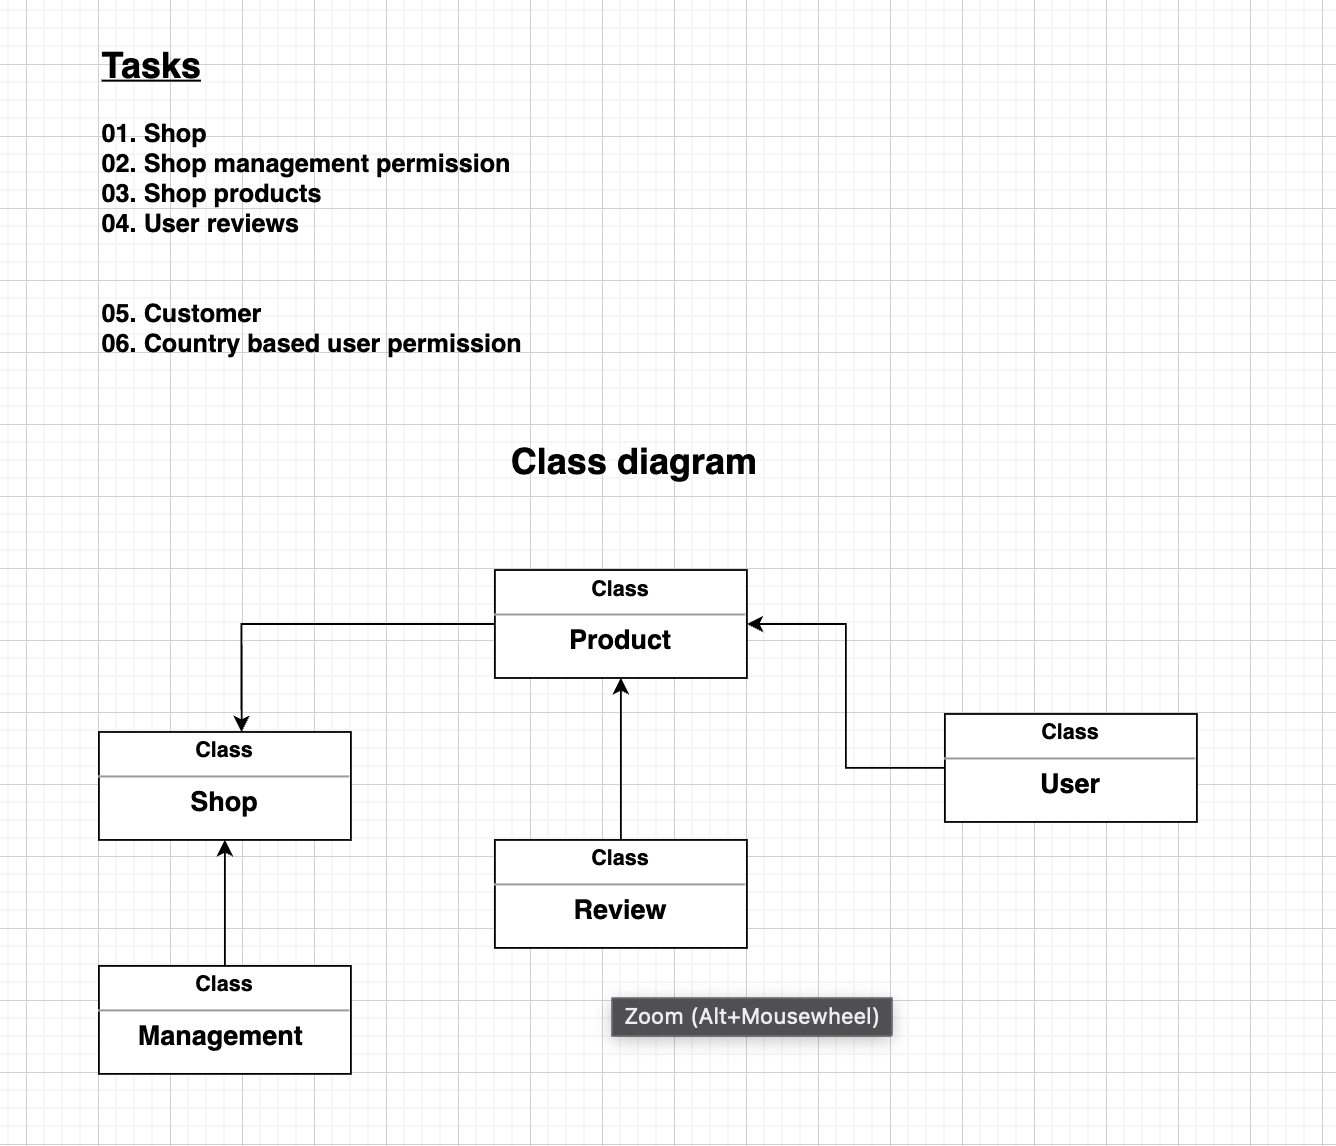 Tasks
01. Shop
02. Shop management permission
03. Shop products
04. User reviews
05. Customer
06. Country based user permission
Class diagram
Class
Product
Class
Shop
Class
User
Class
Review
Class
Management
Zoom (Alt+Mousewheel)